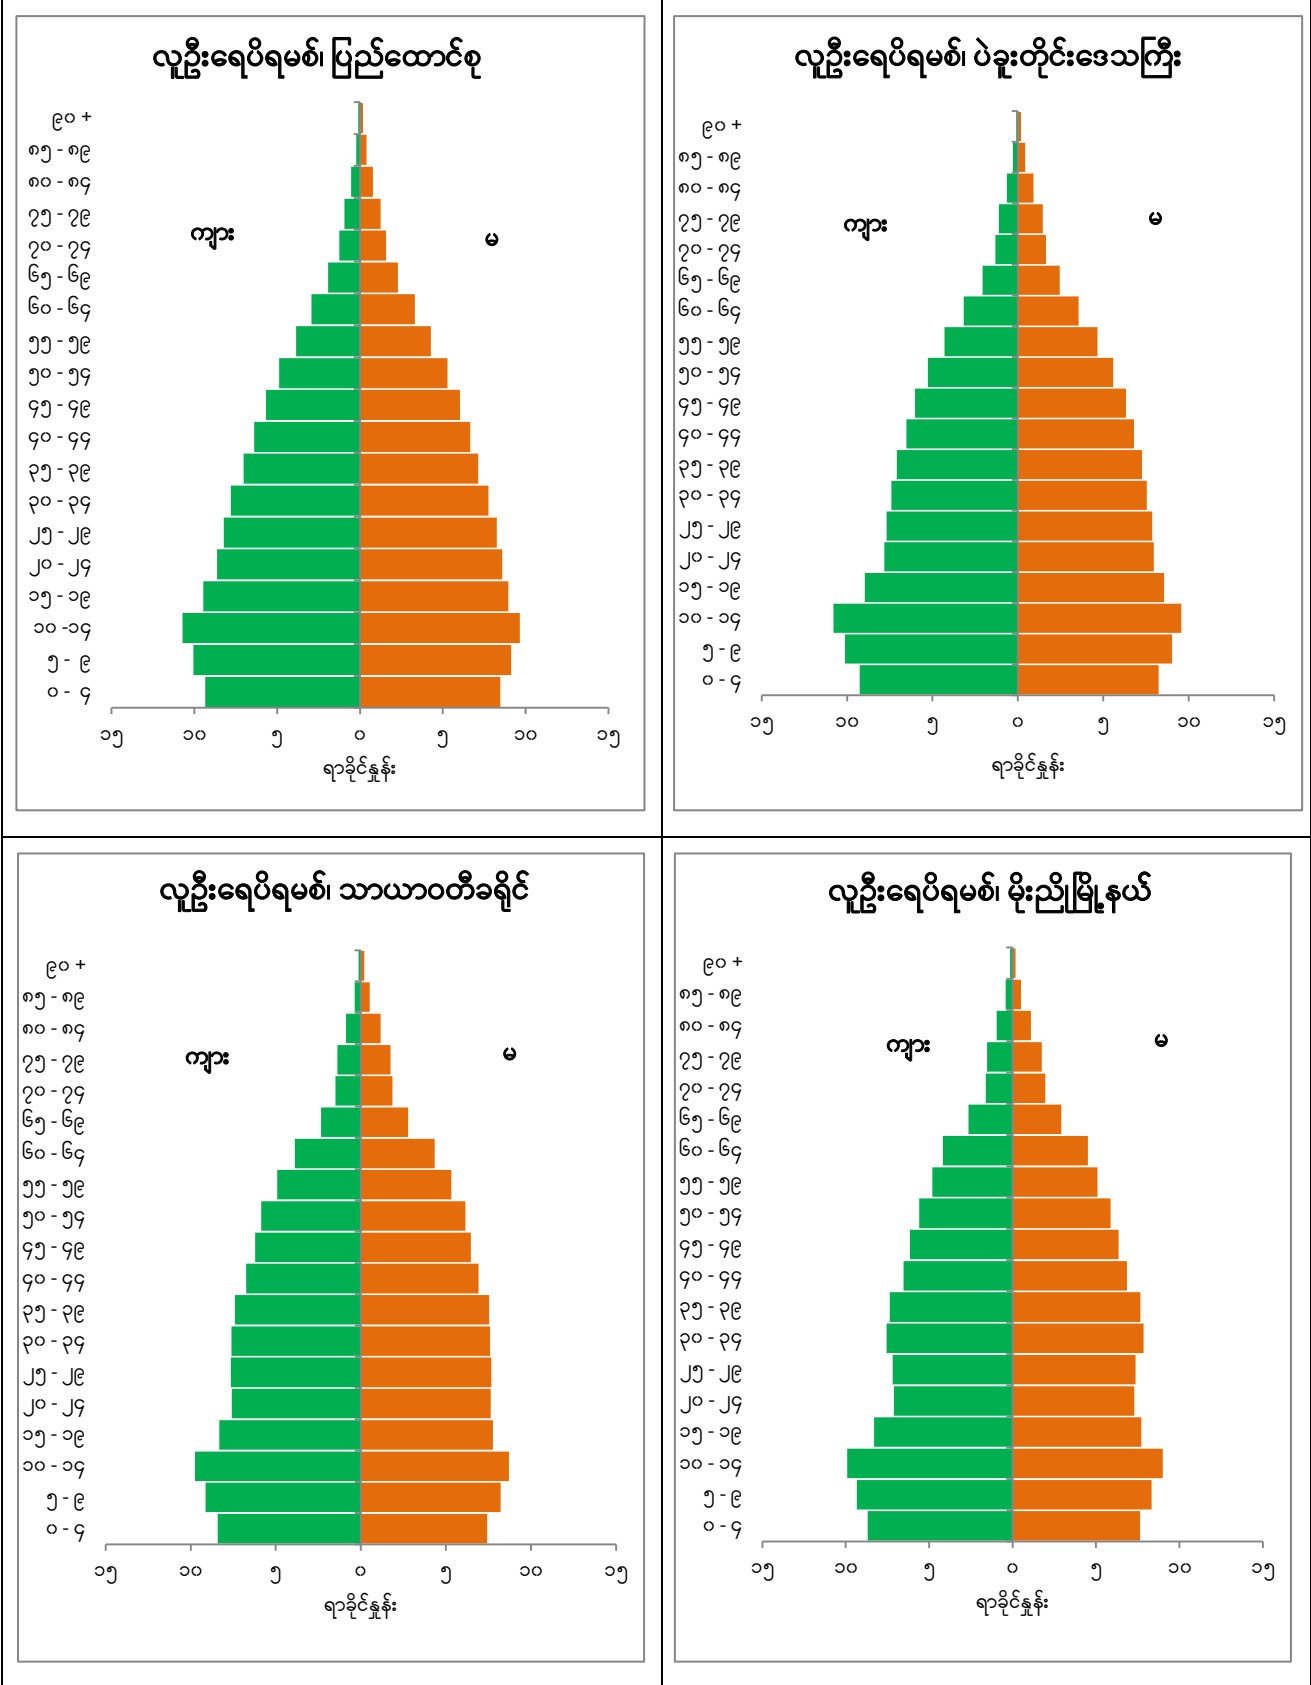 လူဦးရေပိရမစ်၊ ပြည်ထောင်စု
၉၀ +
၈၅ - ၈၉
၈၀ - ၈၄
၇၅ - ၇၉
ကျား
မ
၇၀ - ၇၄
၆၅ - ၆၉
၆၀ - ၆၄
၅၅ - ၅၉
၅၀ - ၅၄
၄၅ - ၄၉
၄၀ - ၄၄
၃၅ - ၃၉
၃၀ - ၃၄
၂၅ - ၂၉
၂၀ - ၂၄
၁၅ - ၁၉
၁၀ -၁၄
၅ - ၉
၀ - ၄
၁၅ ၁၀ ၅ ၀ ၅ ၁၀ ၁၅
ရာခိုင်နှုန်း
လူဦးရေပိရမစ်၊ ပဲခူးတိုင်းဒေသကြီး
၉၀ +
၈၅ - ၈၉
၈၀ - ၈၄
၇၅ - ၇၉
ကျား
မ
၇၀ - ၇၄
၆၅ - ၆၉
၆၀ - ၆၄
၅၅ - ၅၉
၅၀ - ၅၄
၄၅ - ၄၉
၄၀ - ၄၄
၃၅ - ၃၉
၃၀ - ၃၄
၂၅ - ၂၉
၂၀ - ၂၄
၁၅ - ၁၉
၁၀ - ၁၄
၅ - ၉
၀ - ၄
၁၅ ၁၀ ၅ ၀ ၅ ၁၀ ၁၅
ရာခိုင်နှုန်း
လူဦးရေပိရမစ်၊ သာယာဝတီခရိုင်
၉၀ +
၈၅ - ၈၉
၈၀ - ၈၄
ကျား
မ
၇၅ - ၇၉
၇၀ - ၇၄
၆၅ - ၆၉
၆၀ - ၆၄
၅၅ - ၅၉
၅၀ - ၅၄
၄၅ - ၄၉
၄၀ - ၄၄
၃၅ - ၃၉
၃၀ - ၃၄
၂၅ - ၂၉
၂၀ - ၂၄
၁၅ - ၁၉
၁၀ - ၁၄
၅ - ၉
၀ - ၄
၁၅ ၁၀ ၅ ၀ ၅ ၁၀ ၁၅
ရာခိုင်နှုန်း
လူဦးရေပိရမစ်၊ မိုးညိုမြို့နယ်
၉၀ +
၈၅ - ၈၉
၈၀ - ၈၄
ကျား
မ
၇၅ - ၇၉
၇၀ - ၇၄
၆၅ - ၆၉
၆၀ - ၆၄
၅၅ - ၅၉
၅၀ - ၅၄
၄၅ - ၄၉
၄၀ - ၄၄
၃၅ - ၃၉
၃၀ - ၃၄
၂၅ - ၂၉
၂၀ - ၂၄
၁၅ - ၁၉
၁၀ - ၁၄
၅ - ၉
၀ - ၄
၁၅ ၁၀ ၅ ၀ ၅ ၁၀ ၁၅
ရာခိုင်နှုန်း